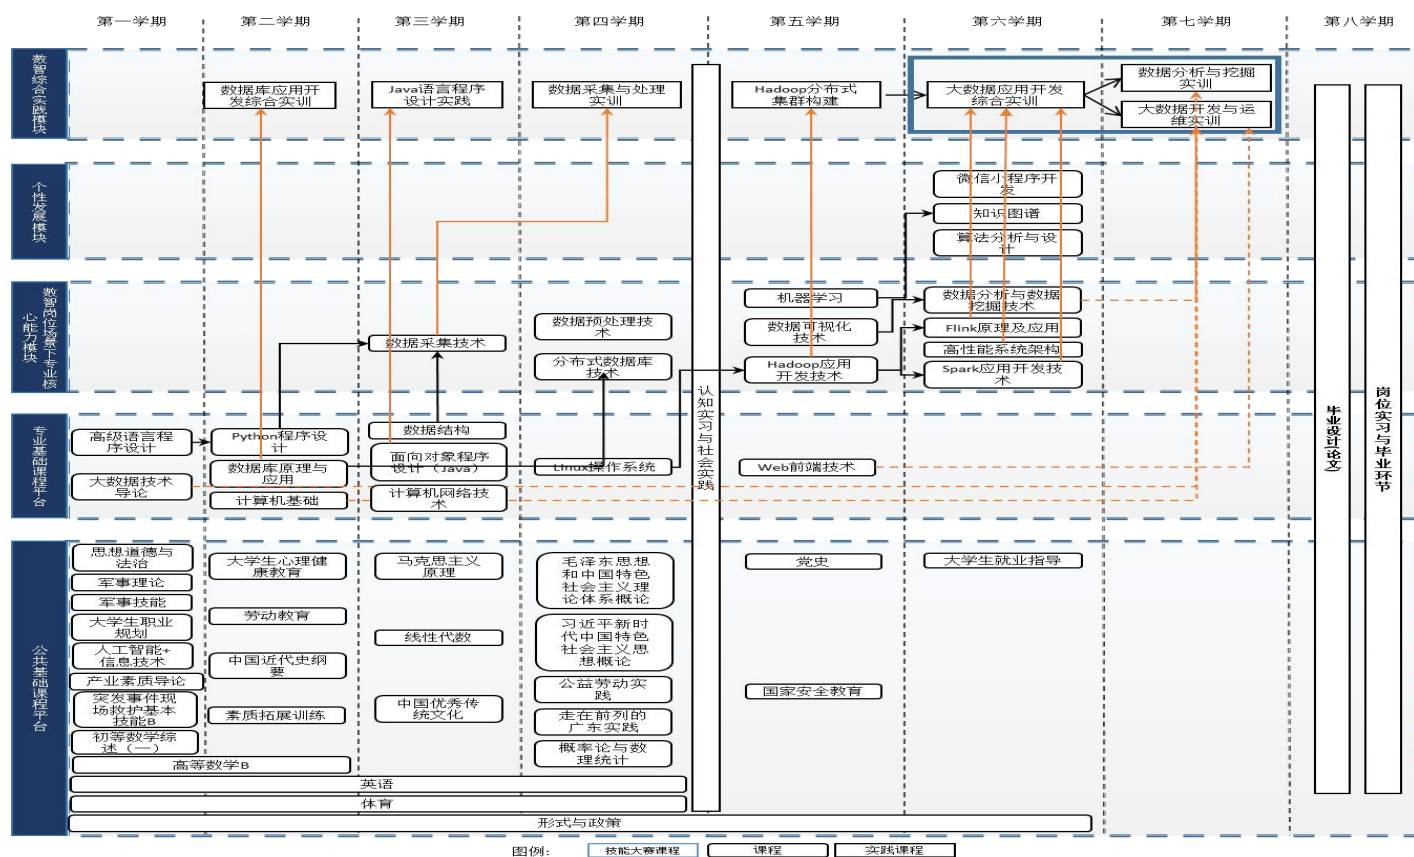 第一学期
第二学期
第三学期
第四学期
第五学期
第六学期
第七学期
第八学期
数智综合实践模块
数据库应用开
发综合实训
Java语言程序
设计实践
数据采集与处理
实训
Hadoop分布式
集群构建
大数据应用开发
综合实训
数据分析与挖掘
实训
大数据开发与运
维实训
个性发展模块
微信小程序开
发
知识图谱
算法分析与设
计
数智岗位场景下专业核
心能力模块
数据采集技术
数据预处理技
术
分布式数据库
技术
机器学习
数据可视化
技术
Hadoop应用
开发技术
数据分析与数据
挖掘技术
Flink原理及应用
高性能系统架构
Spark应用开发技
术
专业基础课程平台
高级语言程
序设计
大数据技术
导论
Python程序设
计
数据库原理与
应用
计算机基础
数据结构
面向对象程序
设计（Java）
计算机网络技
术
Linux操作系统
Web前端技术
认知实习与社会实践
毕业设计(论文)
岗位实习与毕业环节
公共基础课程平台
思想道德与
法治
军事理论
军事技能
大学生职业
规划
人工智能+
信息技术
产业素质导论
突发事件现
场救护基本
技能B
初等数学综
述（一）
大学生心理健
康教育
劳动教育
中国近代史纲
要
素质拓展训练
高等数学B
马克思主义
原理
线性代数
中国优秀传
统文化
毛泽东思想
和中国特色
社会主义理
论体系概论
习近平新时
代中国特色
社会主义思
想概论
公益劳动实
践
走在前列的
广东实践
概率论与数
理统计
党史
国家安全教育
大学生就业指导
英语
体育
形式与政策
图例：
技能大赛课程
课程
实践课程